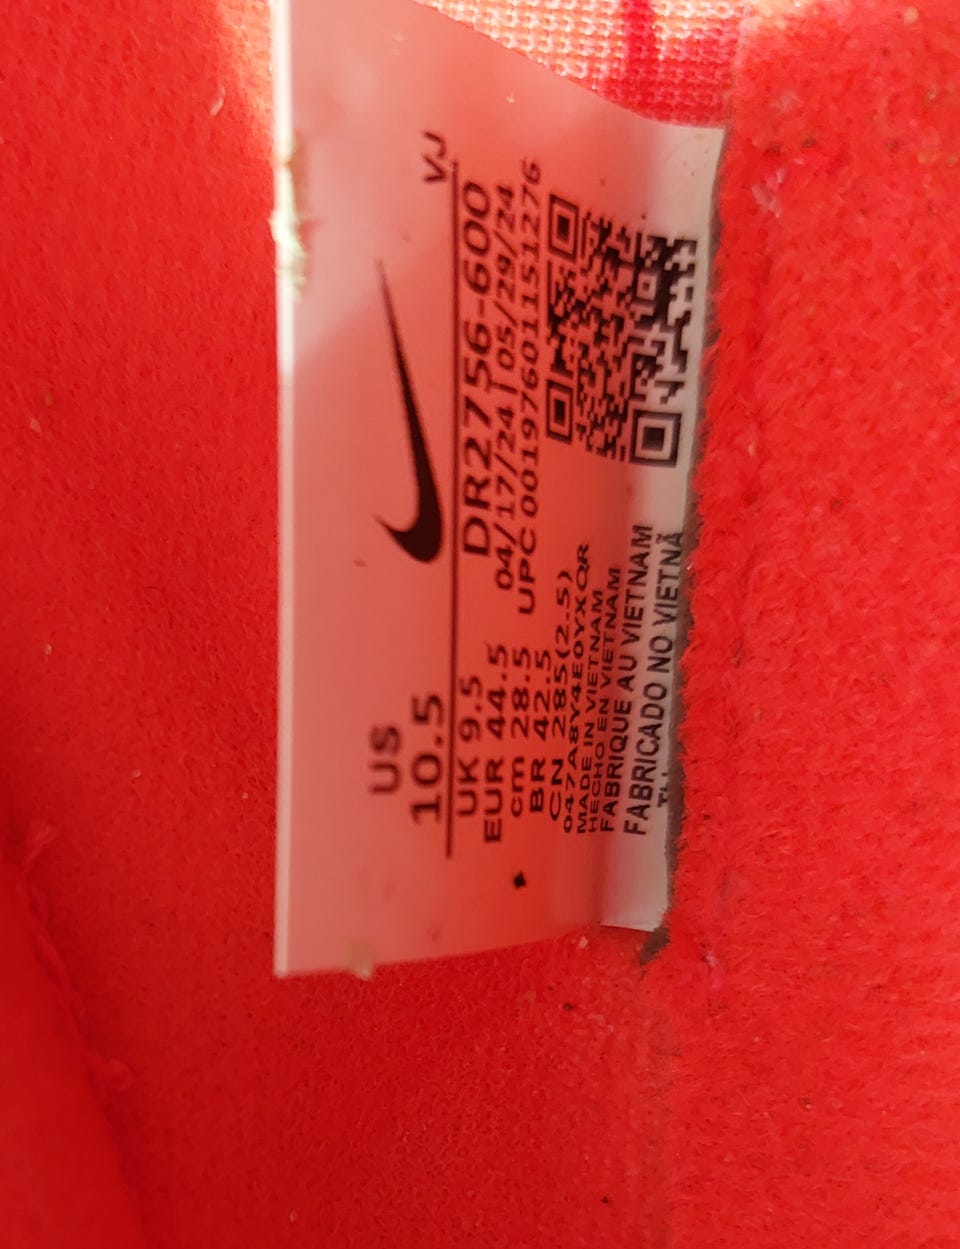 US
10.5
VJ
UK 9.5
EUR 44.5
cm 28.5
BR 42.5
CN 285(2.5)
DR2756-600
04/17/24|05/29/24
UPC 00197601151276
047A8Y4E0YXQR
MADE IN VIETNAM
HECHO EN VIETNAM
FABRIQUE AU VIETNAM
FABRICADO NO VIETNÃ